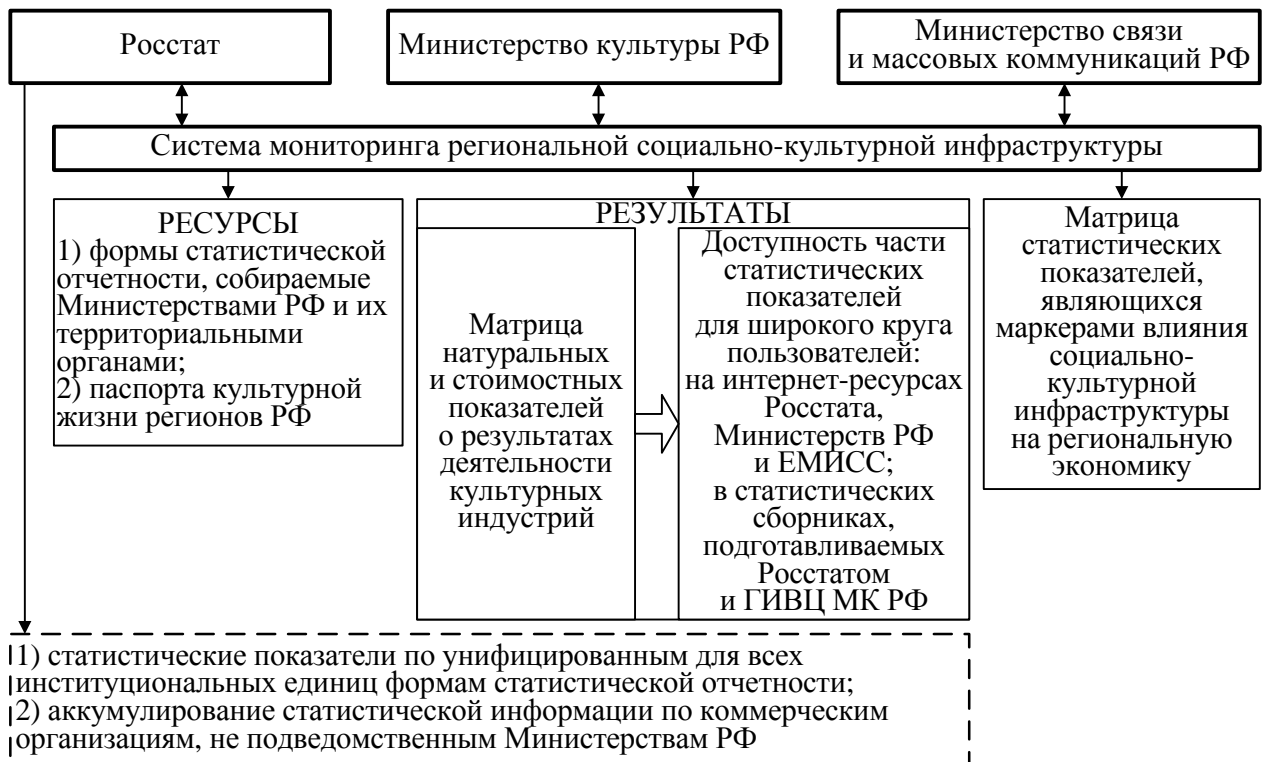 Росстат
Министерство культуры РФ
Министерство связи
и массовых коммуникаций РФ
Система мониторинга региональной социально-культурной инфраструктуры
РЕСУРСЫ
1) формы статистической
отчетности, собираемые
Министерствами РФ и их
территориальными
органами;
2) паспорта культурной
жизни регионов РФ
РЕЗУЛЬТАТЫ
Матрица
натуральных
и стоимостных
показателей
о результатах
деятельности
культурных
индустрий
Доступность части
статистических
показателей
для широкого круга
пользователей:
на интернет-ресурсах
Росстата,
Министерств РФ
и ЕМИСС;
в статистических
сборниках,
подготавливаемых
Росстатом
и ГИВЦ МК РФ
Матрица
статистических
показателей,
являющихся
маркерами влияния
социально-
культурной
инфраструктуры
на региональную
экономику
1) статистические показатели по унифицированным для всех
институциональных единиц формам статистической отчетности;
2) аккумулирование статистической информации по коммерческим
организациям, не подведомственным Министерствам РФ